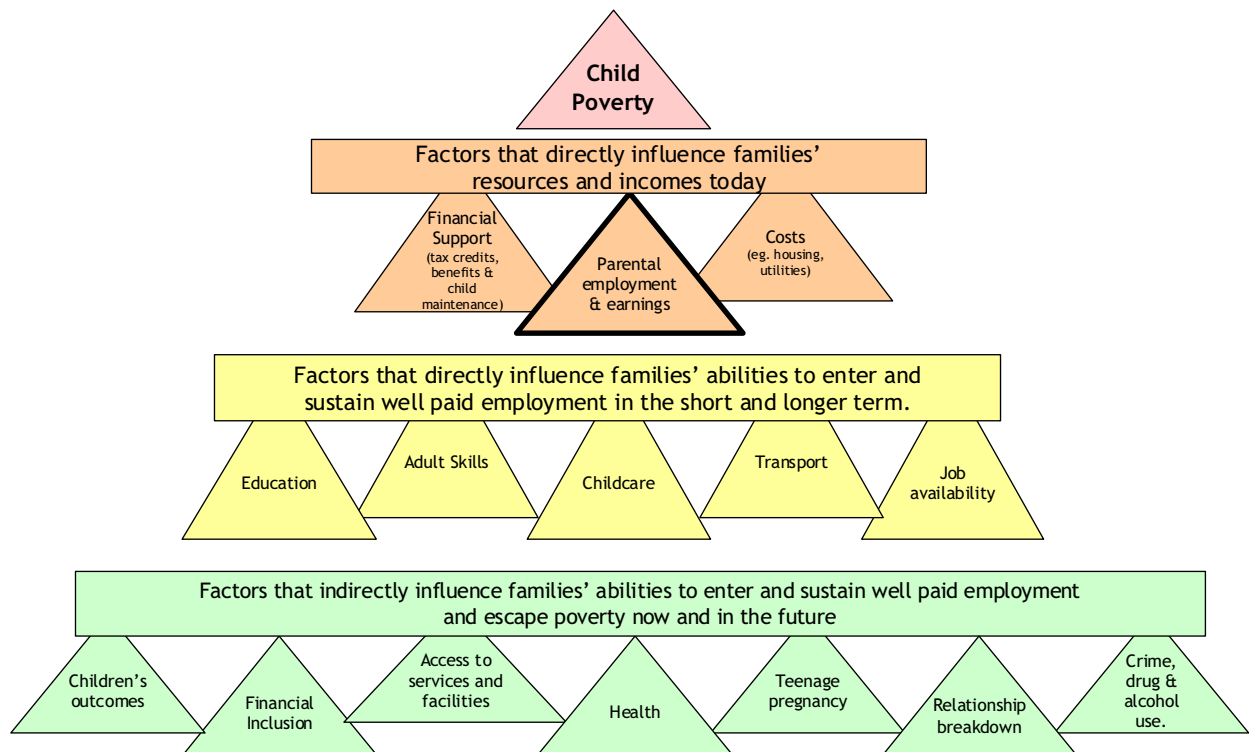 Child
Poverty
Factors that directly influence families’
resources and incomes today
Financial
Support
(tax credits,
benefits &
child
maintenance)
Parental
employment
& earnings
Costs
(eg. housing,
utilities)
Factors that directly influence families’ abilities to enter and
sustain well paid employment in the short and longer term.
Education
Adult Skills
Childcare
Transport
Job
availability
Factors that indirectly influence families’ abilities to enter and sustain well paid employment
and escape poverty now and in the future
Children’s
outcomes
Financial
Inclusion
Access to
services and
facilities
Health
Teenage
pregnancy
Relationship
breakdown
Crime,
drug &
alcohol
use.